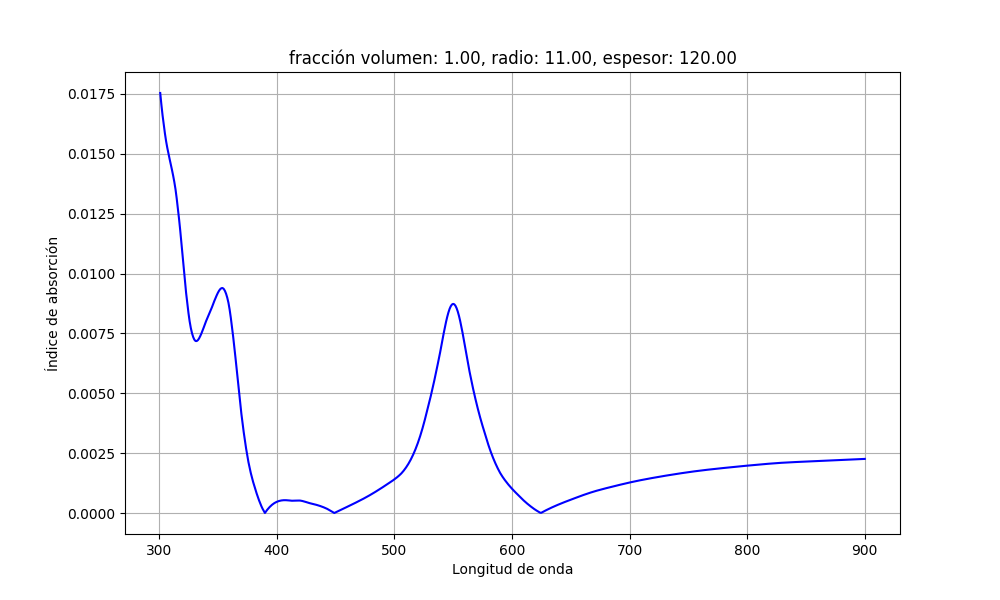 fracción volumen: 1.00, radio: 11.00, espesor: 120.00
0.0175
0.0150
0.0125
0.0100
0.0075
0.0050
0.0025
0.0000
Índice de absorción
300 400 500 600 700 800 900
Longitud de onda